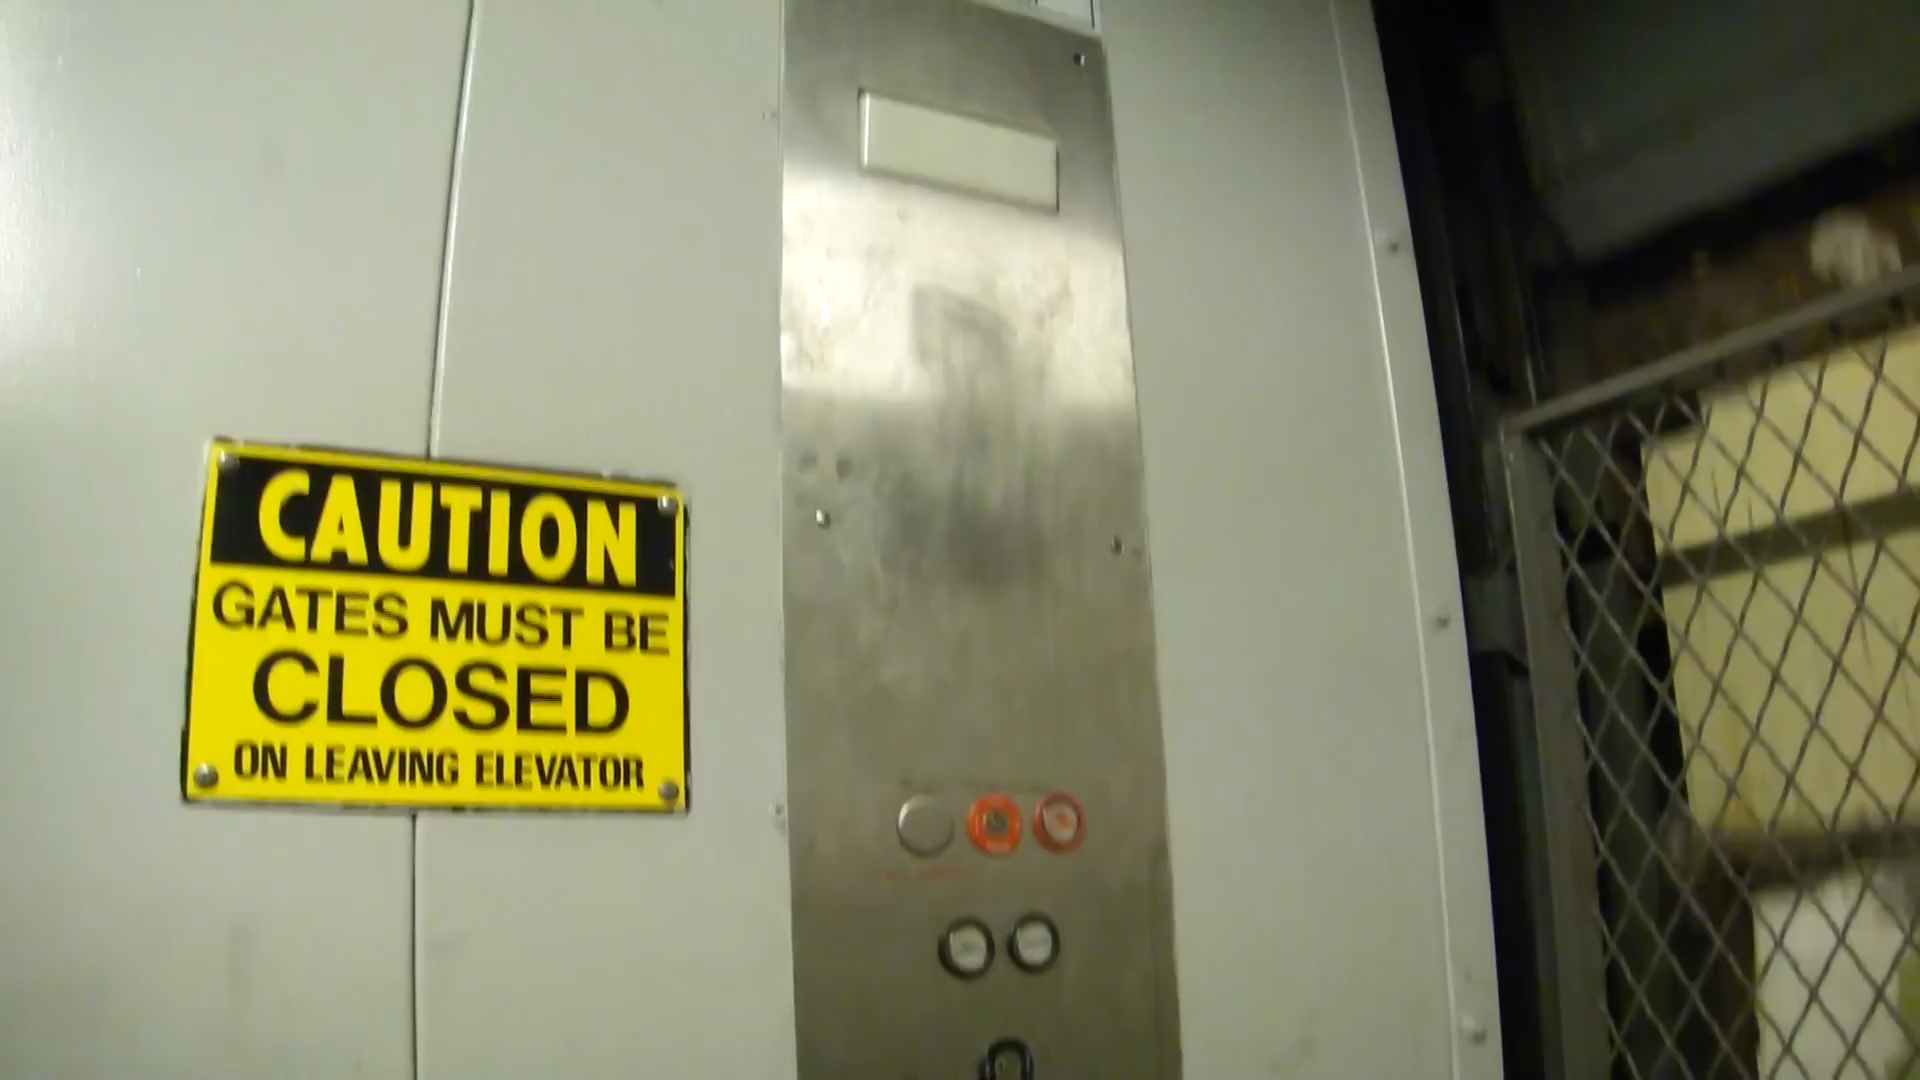 CAUTION
GATES MUST BE
CLOSED
ON LEAVING ELEVATOR